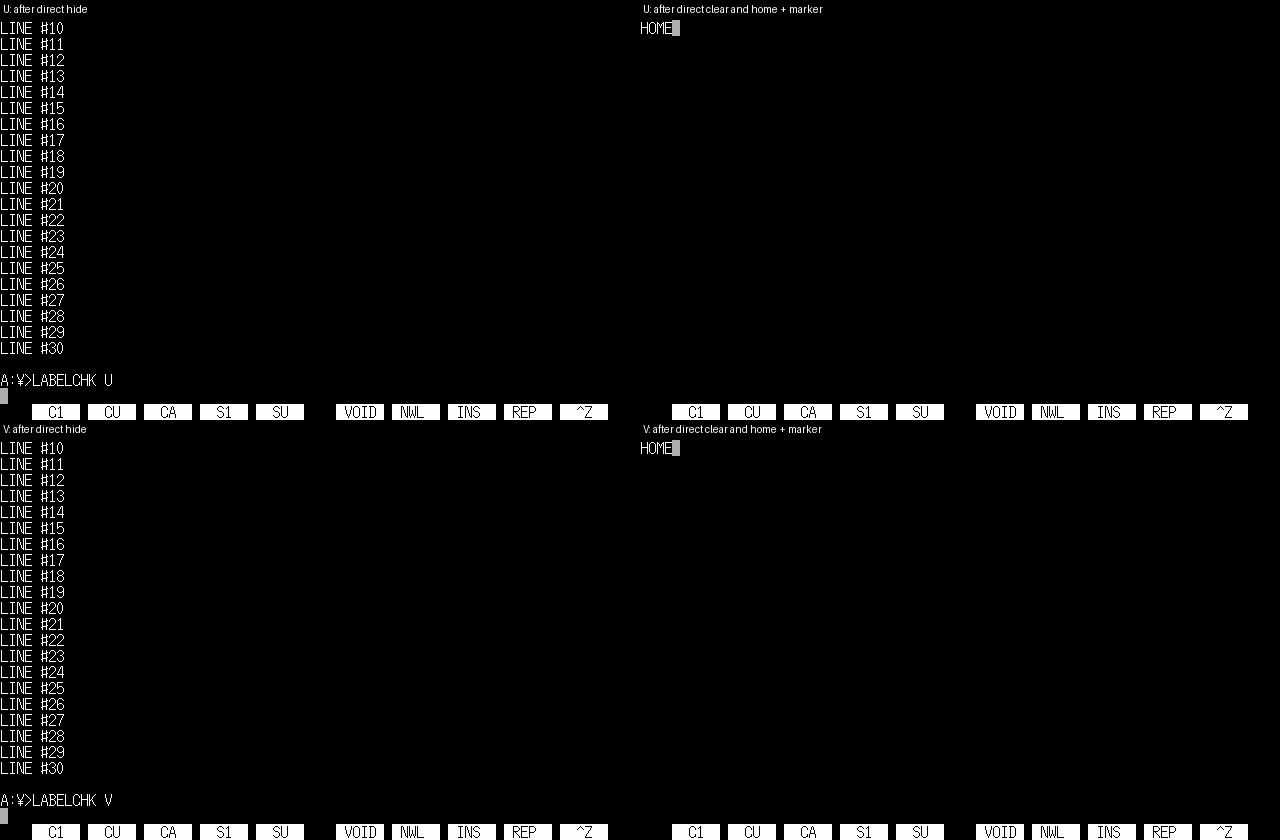 U: after direct hide
LINE #10
LINE #11
LINE #12
LINE #13
LINE #14
LINE #15
LINE #16
LINE #17
LINE #18
LINE #19
LINE #20
LINE #21
LINE #22
LINE #23
LINE #24
LINE #25
LINE #26
LINE #27
LINE #28
LINE #29
LINE #30
A:¥>LABELCHK U
C1 CU CA S1 SU VOID NWL INS REP ^Z
U: after direct clear and home + marker
HOME
C1 CU CA S1 SU VOID NWL INS REP ^Z
V: after direct hide
LINE #10
LINE #11
LINE #12
LINE #13
LINE #14
LINE #15
LINE #16
LINE #17
LINE #18
LINE #19
LINE #20
LINE #21
LINE #22
LINE #23
LINE #24
LINE #25
LINE #26
LINE #27
LINE #28
LINE #29
LINE #30
A:¥>LABELCHK V
C1 CU CA S1 SU VOID NWL INS REP ^Z
V: after direct clear and home + marker
HOME
C1 CU CA S1 SU VOID NWL INS REP ^Z